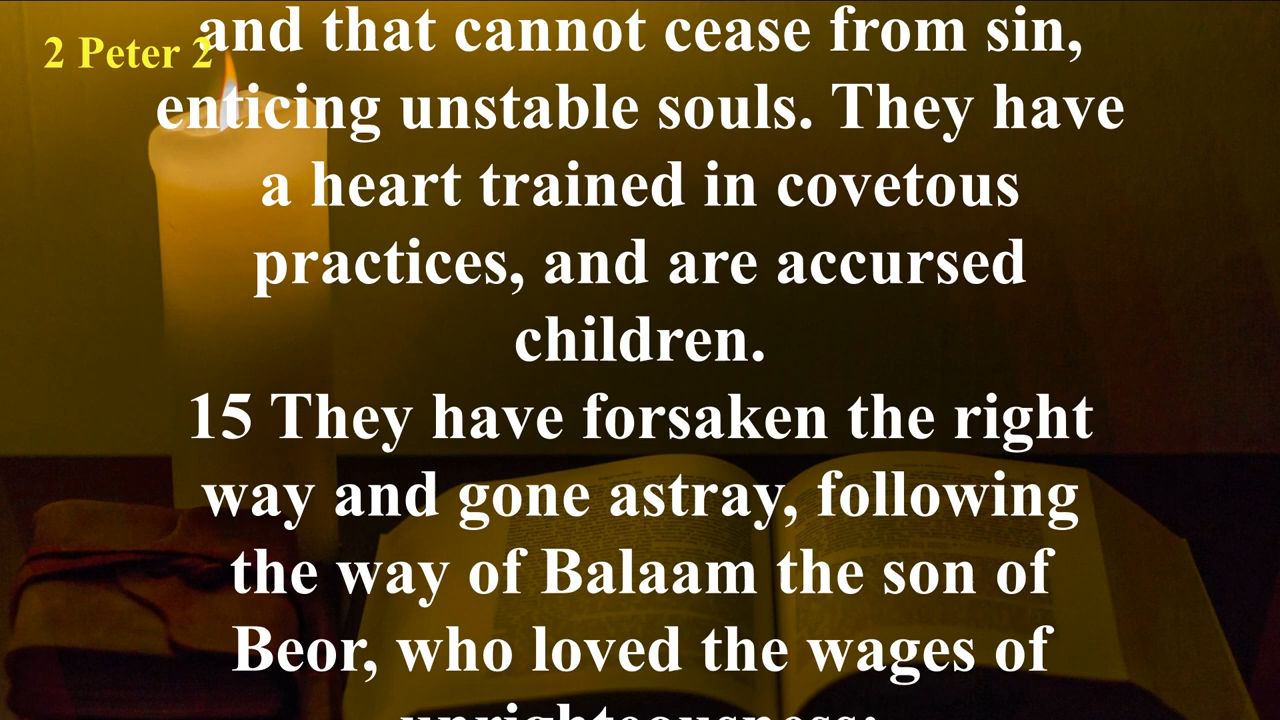 2 Peter 2
and that cannot cease from sin,
enticing unstable souls. They have
a heart trained in covetous
practices, and are accursed
children.
15 They have forsaken the right
way and gone astray, following
the way of Balaam the son of
Beor, who loved the wages of
unrighteousness;